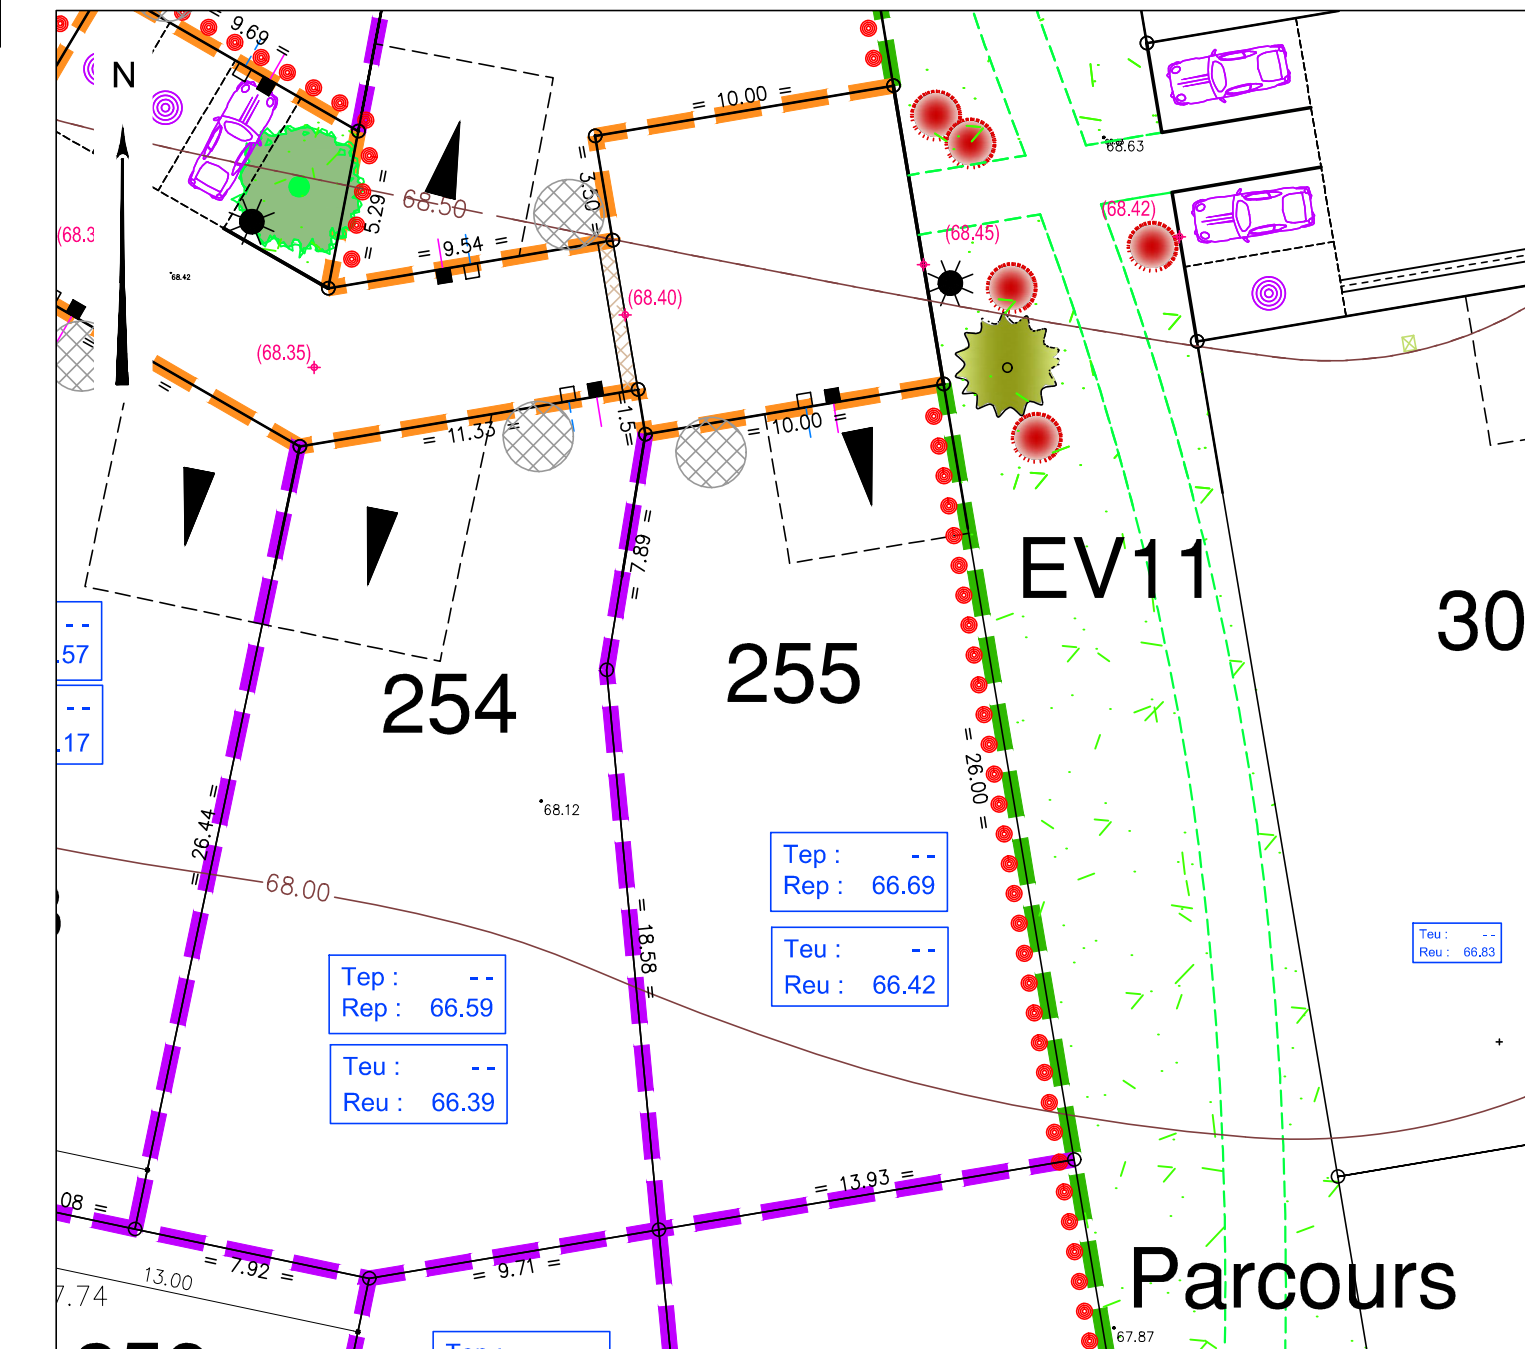 = 9.69 =
N
= 10.00 =
68.63
= 3.50 =
= 5.29 =
68.50
(68.42)
(68.45)
(68.3
= 9.54 =
68.42
(68.40)
(68.35)
= 11.33 =
=1.5=
= 10.00 =
= 7.89 =
EV11
30
255
254
--
.57
--
.17
= 26.00 =
68.12
= 26.44 =
Tep : --
Rep : 66.69
68.00
Teu : --
Reu : 66.42
= 18.58 =
Teu : --
Reu : 66.83
Tep : --
Rep : 66.59
Teu : --
Reu : 66.39
= 13.93 =
08 =
= 7.92 =
= 9.71 =
13.00
7.74
Parcours
67.87